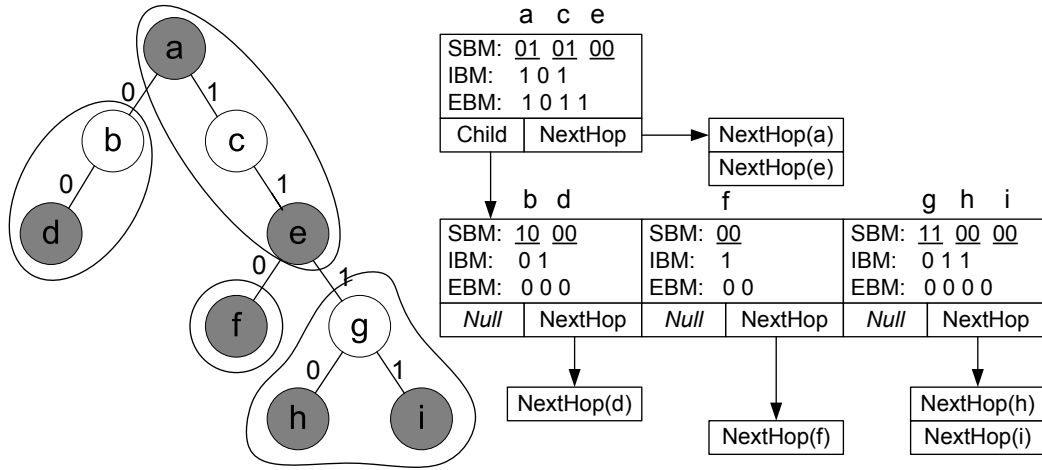 a
0
1
b
c
0
1
d
e
0
1
f
g
0
1
h
i
a c e
SBM: 01 01 00
IBM: 1 0 1
EBM: 1 0 1 1
Child NextHop
NextHop(a)
NextHop(e)
b d
SBM: 10 00
IBM: 0 1
EBM: 0 0 0
Null NextHop
f
SBM: 00
IBM: 1
EBM: 0 0
Null NextHop
g h i
SBM: 11 00 00
IBM: 0 1 1
EBM: 0 0 0 0
Null NextHop
NextHop(d)
NextHop(f)
NextHop(h)
NextHop(i)